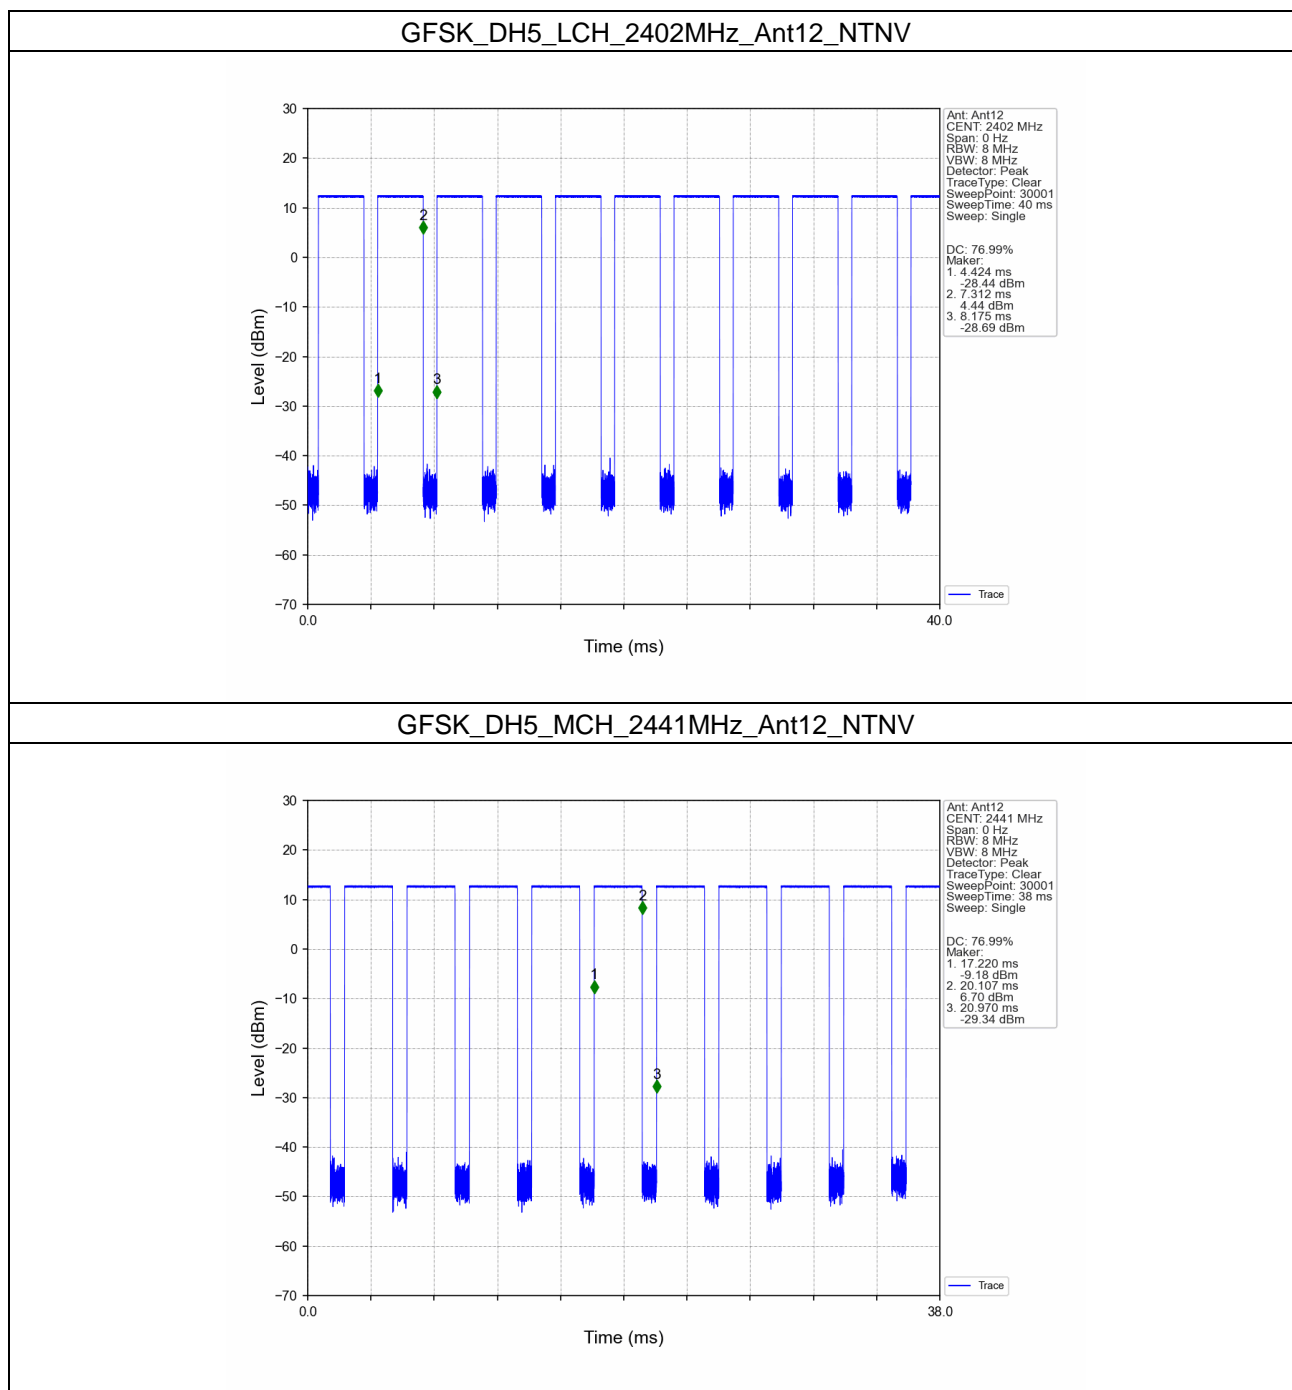 GFSK_DH5_LCH_2402MHz_Ant12_NTNV
30
20
10
0
−10
−20
−30
−40
−50
−60
−70
Level (dBm)
0.0
40.0
Time (ms)
1
2
3
Ant: Ant12
CENT: 2402 MHz
Span: 0 Hz
RBW: 8 MHz
VBW: 8 MHz
Detector: Peak
TraceType: Clear
SweepPoint: 30001
SweepTime: 40 ms
Sweep: Single
DC: 76.99%
Maker:
1. 4.424 ms
-28.44 dBm
2. 7.312 ms
4.44 dBm
3. 8.175 ms
-28.69 dBm
Trace
GFSK_DH5_MCH_2441MHz_Ant12_NTNV
30
20
10
0
−10
−20
−30
−40
−50
−60
−70
Level (dBm)
0.0
38.0
Time (ms)
1
2
3
Ant: Ant12
CENT: 2441 MHz
Span: 0 Hz
RBW: 8 MHz
VBW: 8 MHz
Detector: Peak
TraceType: Clear
SweepPoint: 30001
SweepTime: 38 ms
Sweep: Single
DC: 76.99%
Maker:
1. 17.220 ms
-9.18 dBm
2. 20.107 ms
6.70 dBm
3. 20.970 ms
-29.34 dBm
Trace